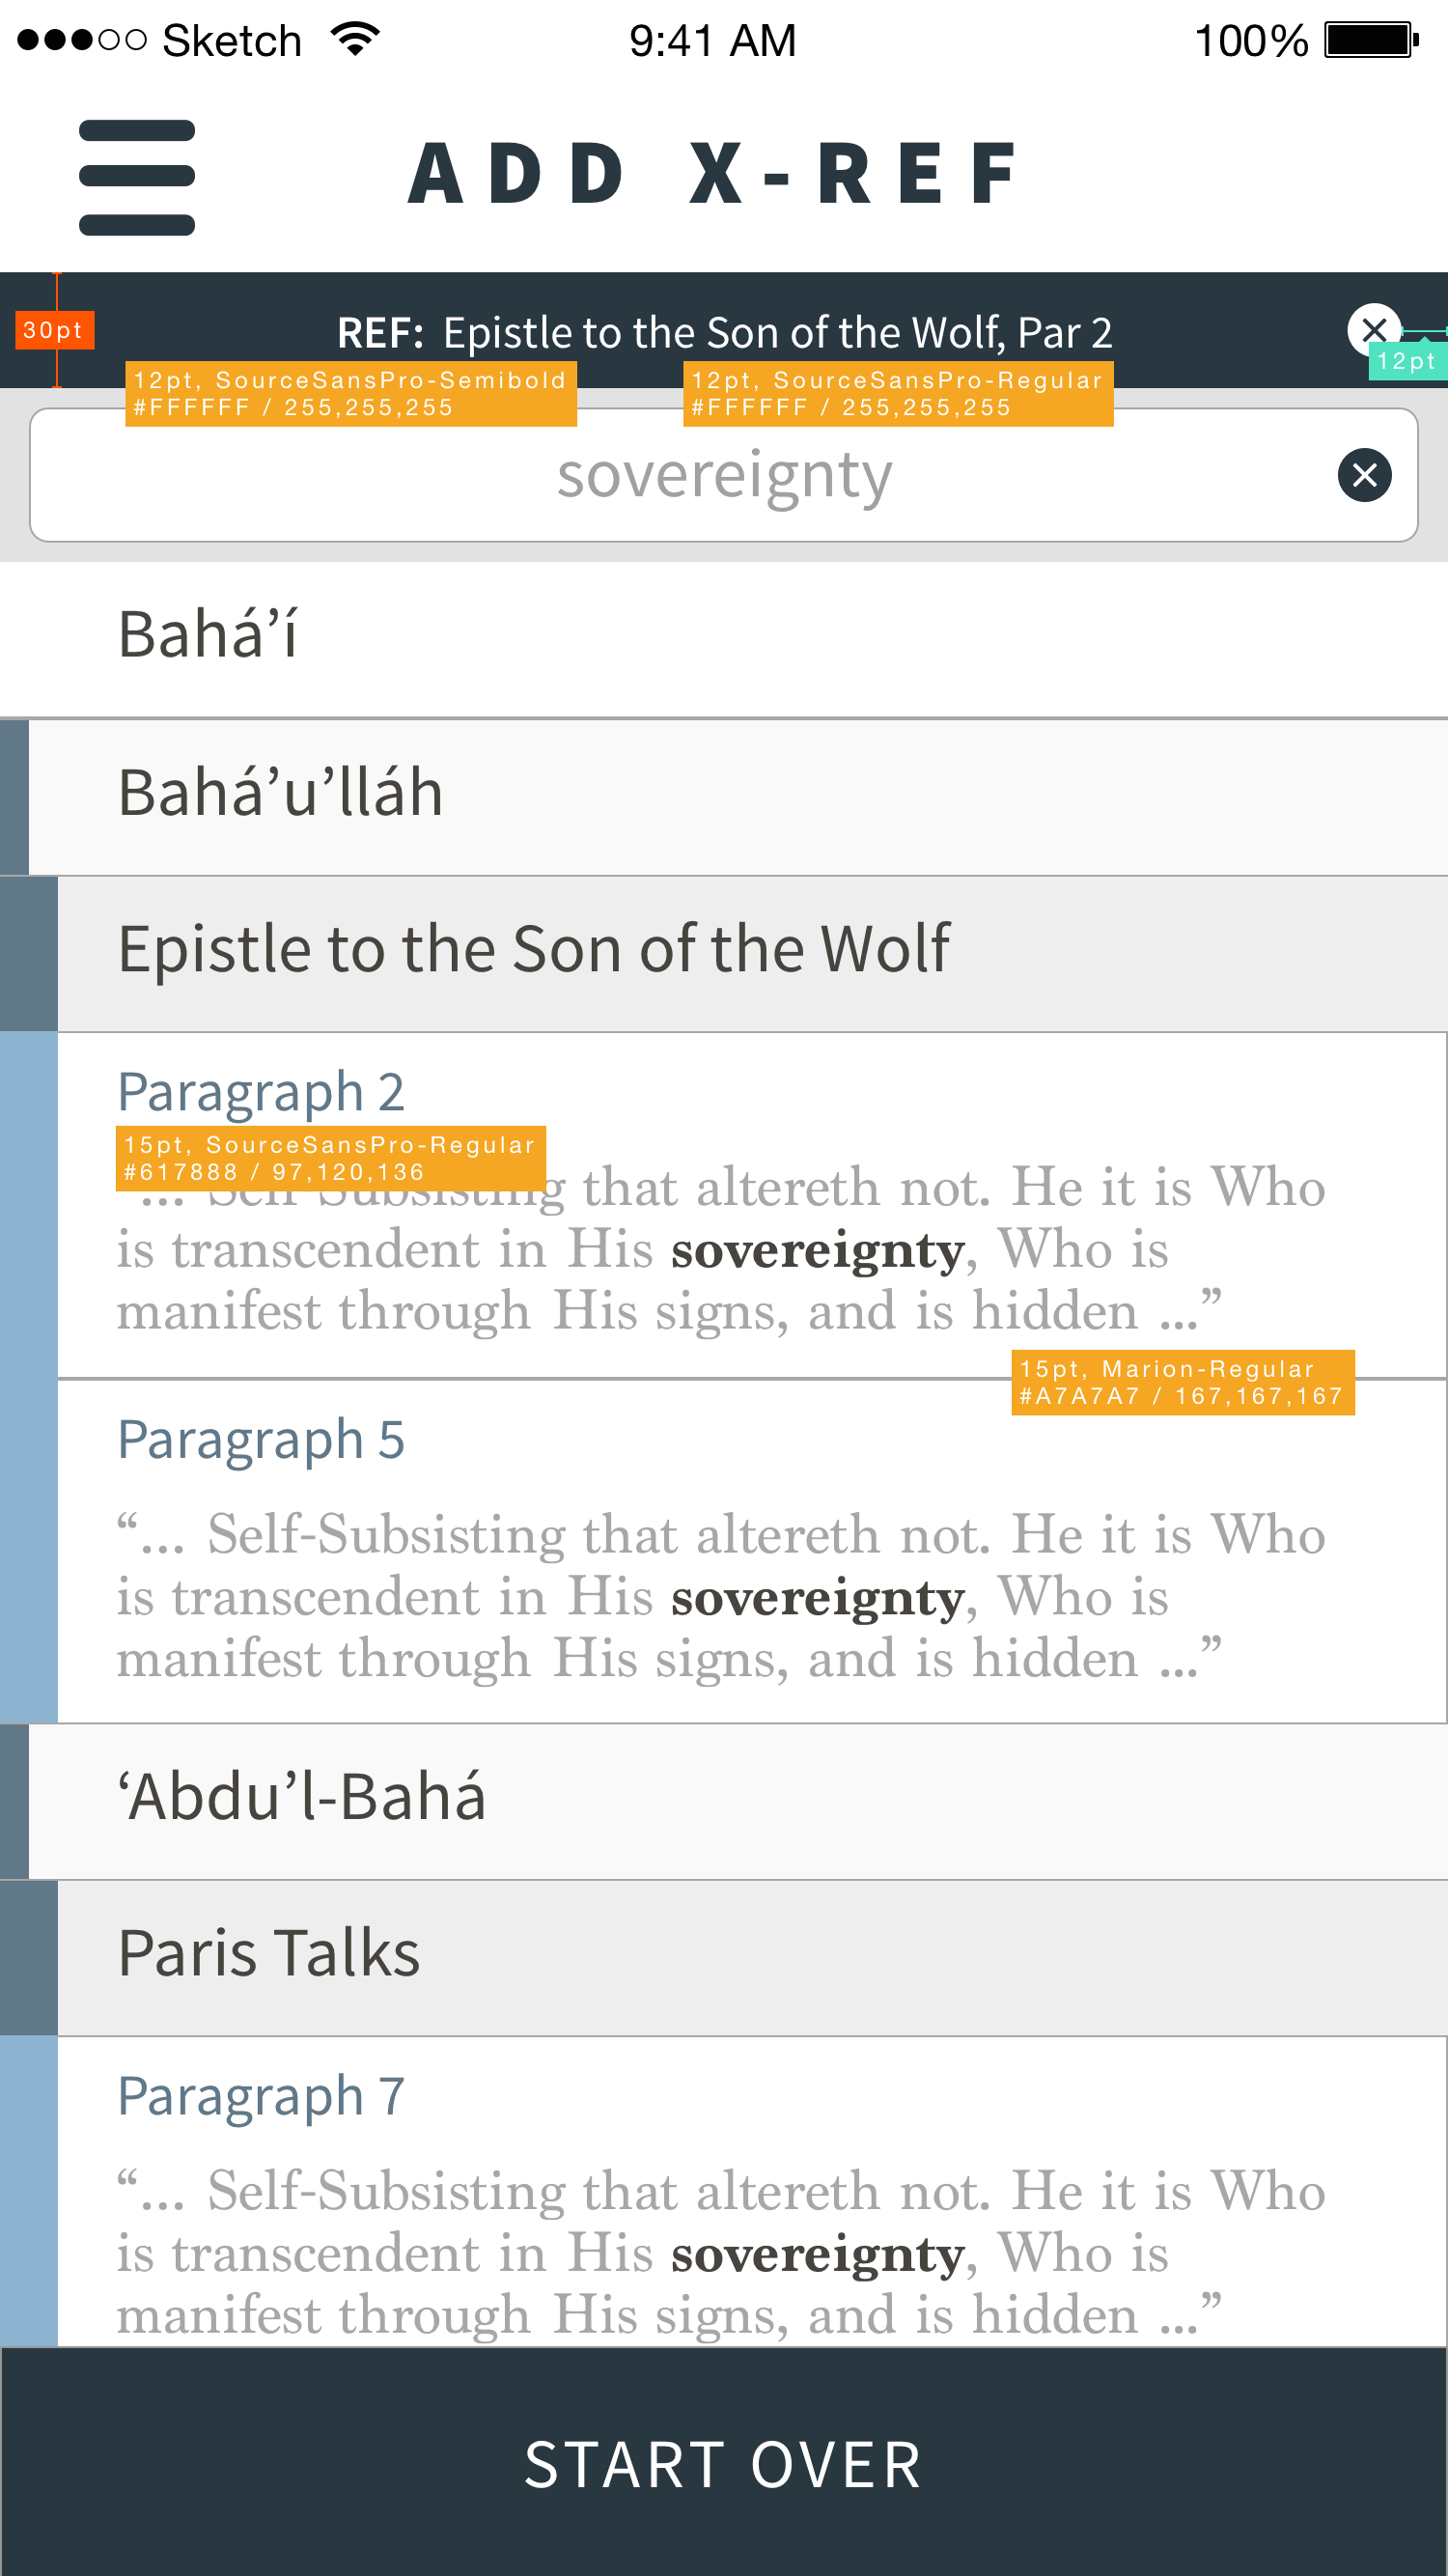 Sketch 9:41 AM 100%
ADD X-REF
30pt
REF: Epistle to the Son of the Wolf, Par 2
12pt
12pt, SourceSansPro-Semibold
#FFFFFF / 255,255,255
12pt, SourceSansPro-Regular
#FFFFFF / 255,255,255
sovereignty
Bahá’í
Bahá’u’lláh
Epistle to the Son of the Wolf
Paragraph 2
15pt, SourceSansPro-Regular
#617888 / 97,120,136
“... Self-Subsisting that altereth not. He it is Who
is transcendent in His sovereignty, Who is
manifest through His signs, and is hidden ...”
15pt, Marion-Regular
#A7A7A7 / 167,167,167
Paragraph 5
“... Self-Subsisting that altereth not. He it is Who
is transcendent in His sovereignty, Who is
manifest through His signs, and is hidden ...”
‘Abdu’l-Bahá
Paris Talks
Paragraph 7
“... Self-Subsisting that altereth not. He it is Who
is transcendent in His sovereignty, Who is
manifest through His signs, and is hidden ...”
START OVER